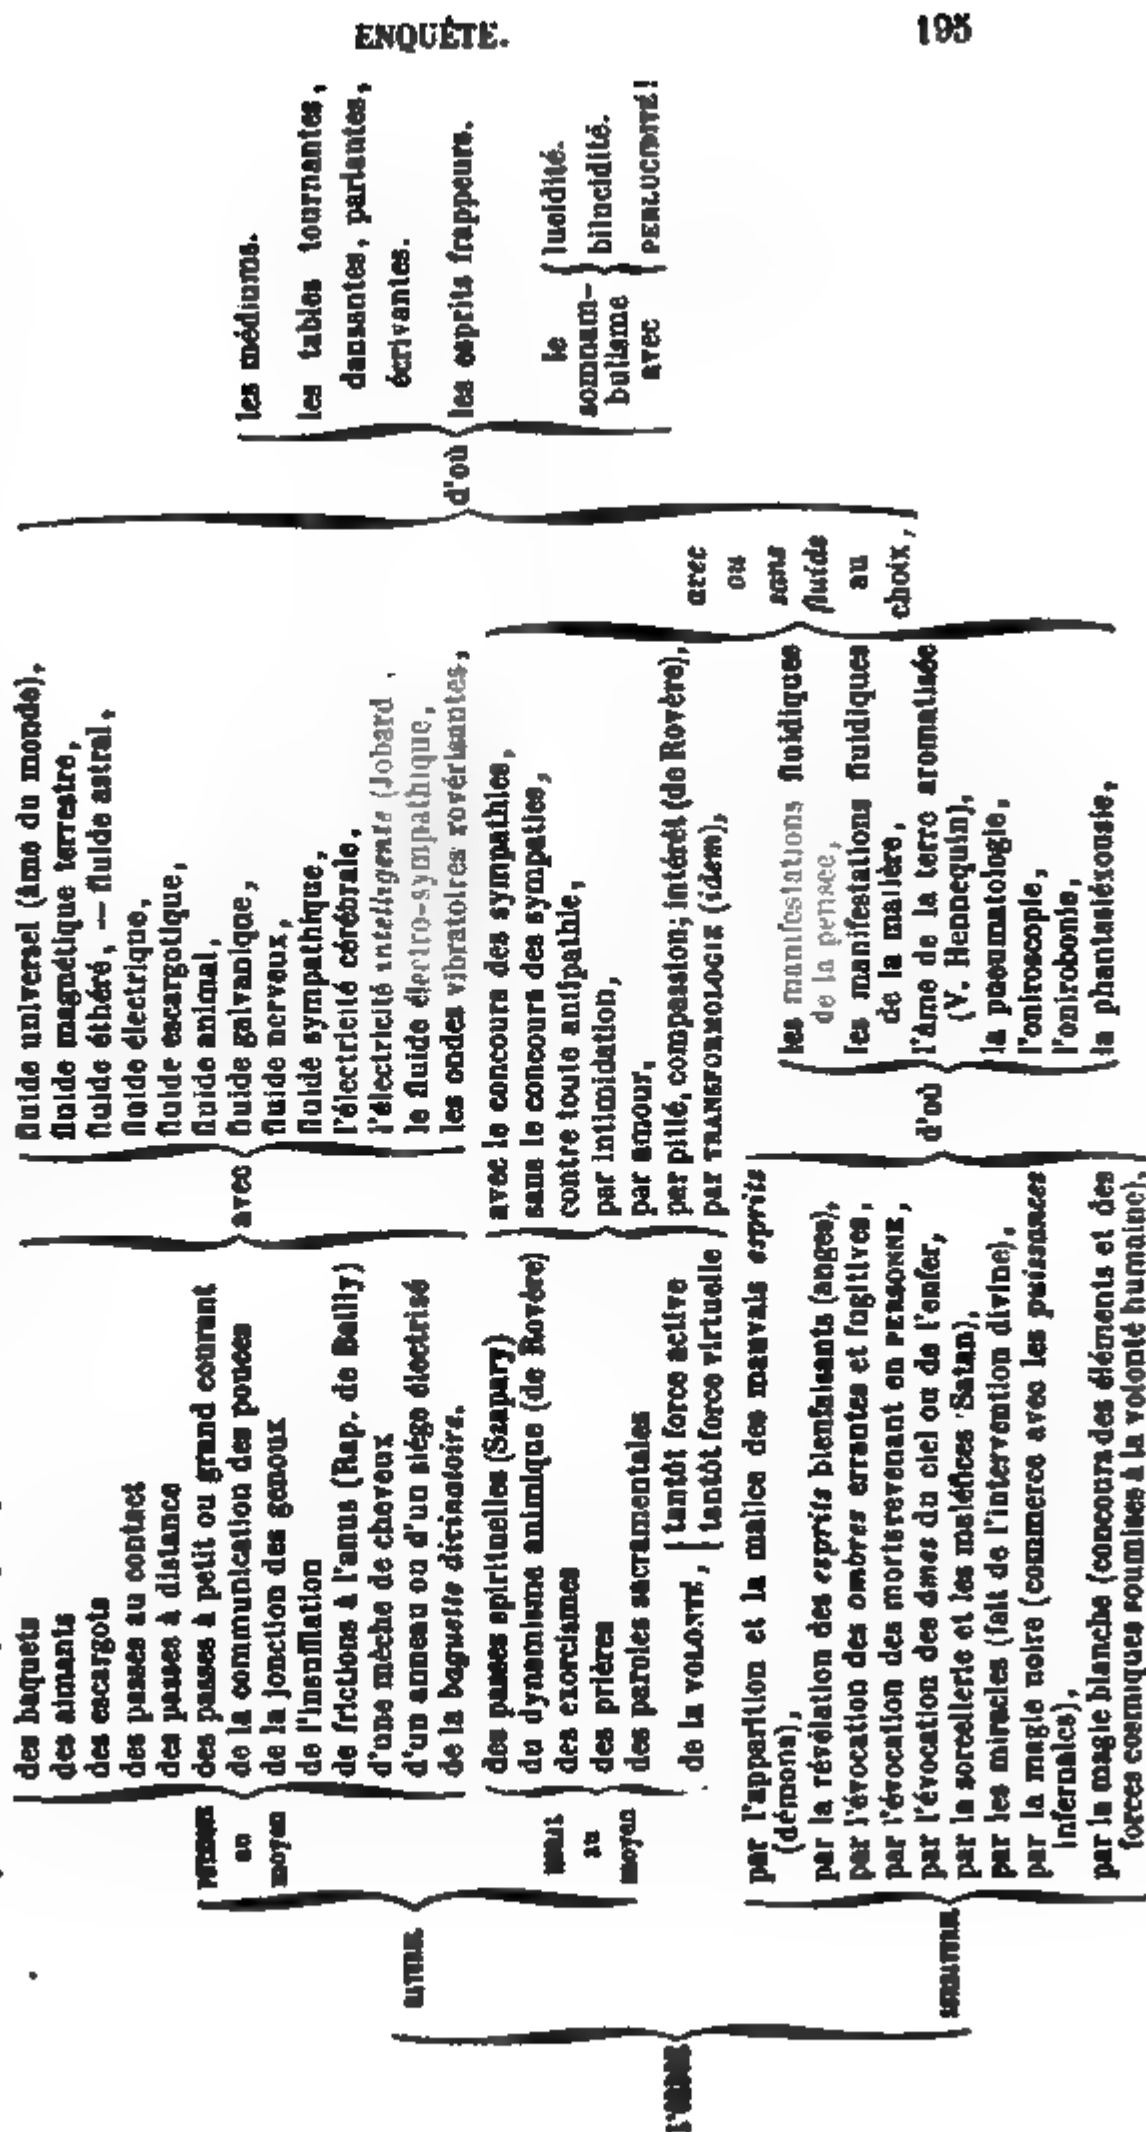 ENQUÊTE. 195
au
moyen
des baquets
des aimants
des escargots
des passes au contact
des passes à distance
des passes à petit ou grand courant
de la communication des pouces
de la jonction des genoux
de l'insufflation
de frictions à l'anus (Rap. de Bailly)
d'une mèche de cheveux
d'un anneau ou d'un siége électrisé
de la baguette divinatoire.
avec
fluide universel (âme du monde),
fluide magnétique terrestre,
fluide éthéré, — fluide astral,
fluide électrique,
fluide escargotique,
fluide animal,
fluide galvanique,
fluide nerveux,
fluide sympathique,
l'électricité cérébrale,
l'électricité intelligente (Jobard ,
le fluide électro-sympathique,
les ondes vibratoires rovérisantes,
au
moyen
des passes spirituelles (Szapary)
du dynamisme animique (de Rovère)
des exorcismes
des prières
des paroles sacramentales
de la VOLONTÉ,
tantôt force active
tantôt force virtuelle
avec le concours des sympathies,
sans le concours des sympaties,
contre toute antipathie,
par intimidation,
par amour,
par pitié, compassion; intérêt (de Rovère),
par TRANSFORMOLOGIE (idem),
par l'apparition et la malice des mauvais esprits
(démons),
par la révélation des esprits bienfaisants (anges),
par l'évocation des ombres errantes et fugitives,
par l'évocation des morts revenant en PERSONNE,
par l'évocation des âmes du ciel ou de l'enfer,
par la sorcellerie et les maléfices Satan),
par les miracles (fait de l'intervention divine),
par la magie noire (commerce avec les puissances
infernales),
par la magie blanche (concours des éléments et des
forces cosmiques soumises à la volonté humaine),
d'où
les manifestations fluidiques
de la pensée,
les manifestations fluidiques
de la matière,
l'âme de la terre aromatisée
(V. Hennequin),
la pneumatologie,
l'oniroscopie,
l'onirobonie,
la phantasiéxousie,
avec
ou
sans
fluide
au
choix,
d'où
les médiums.
les tables tournantes,
dansantes, parlantes,
écrivantes.
les esprits frappeurs.
le
somnam-
bulisme
avec
lucidité.
bilucidité.
PERLUCIDITÉ!